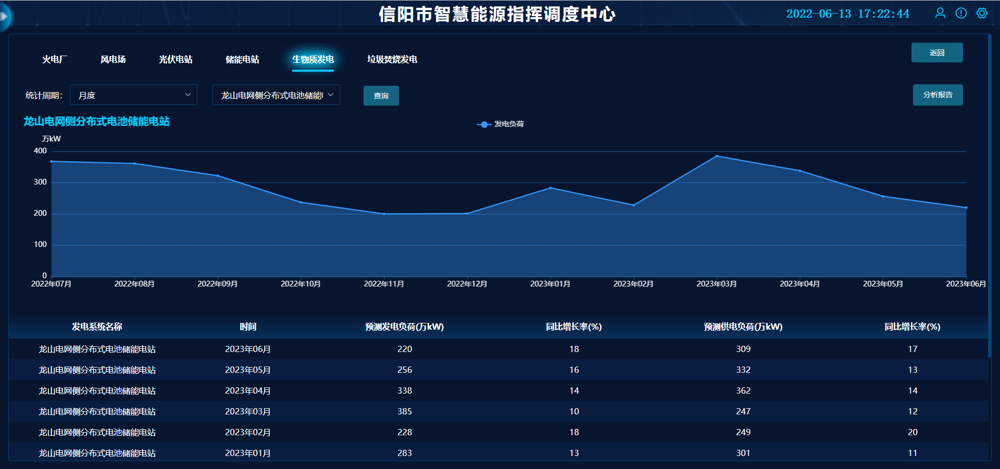 信阳市智慧能源指挥调度中心
2022-06-13 17:22:44
火电厂 风电场 光伏电站 储能电站 生物质发电 垃圾焚烧发电
返回
统计周期： 月度 龙山电网侧分布式电池储能 查询 分析报告
龙山电网侧分布式电池储能电站
发电负荷
万kW
400
300
200
100
0
2022年07月 2022年08月 2022年09月 2022年10月 2022年11月 2022年12月 2023年01月 2023年02月 2023年03月 2023年04月 2023年05月 2023年06月
发电系统名称 时间 预测发电负荷(万kW) 同比增长率(%) 预测供电负荷(万kW) 同比增长率(%)
龙山电网侧分布式电池储能电站 2023年06月 220 18 309 17
龙山电网侧分布式电池储能电站 2023年05月 256 16 332 13
龙山电网侧分布式电池储能电站 2023年04月 338 14 362 14
龙山电网侧分布式电池储能电站 2023年03月 385 10 247 12
龙山电网侧分布式电池储能电站 2023年02月 228 18 249 20
龙山电网侧分布式电池储能电站 2023年01月 283 13 301 11